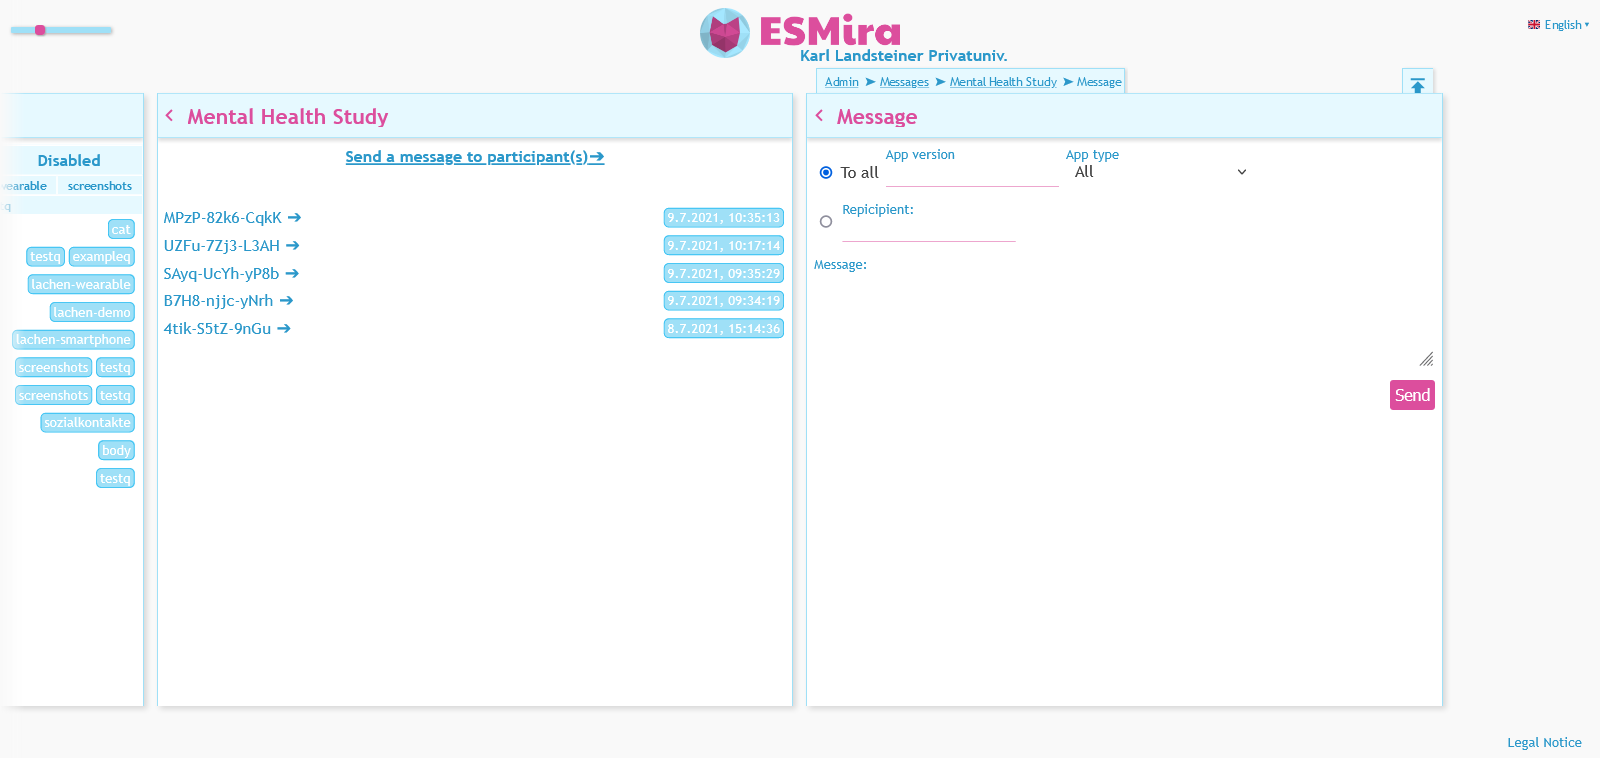 ESMira
Karl Landsteiner Privatuniv.
English
Admin ➤ Messages ➤ Mental Health Study ➤ Message
Disabled
wearable screenshots
q
cat
testq exampleq
lachen-wearable
lachen-demo
lachen-smartphone
screenshots testq
screenshots testq
sozialkontakte
body
testq
Mental Health Study
Send a message to participant(s)➔
MPzP-82k6-CqkK ➔ 9.7.2021, 10:35:13
UZFu-7Zj3-L3AH ➔ 9.7.2021, 10:17:14
SAyq-UcYh-yP8b ➔ 9.7.2021, 09:35:29
B7H8-njjc-yNrh ➔ 9.7.2021, 09:34:19
4tik-S5tZ-9nGu ➔ 8.7.2021, 15:14:36
Message
App version App type
To all All
Repicipient:
Message:
Send
Legal Notice